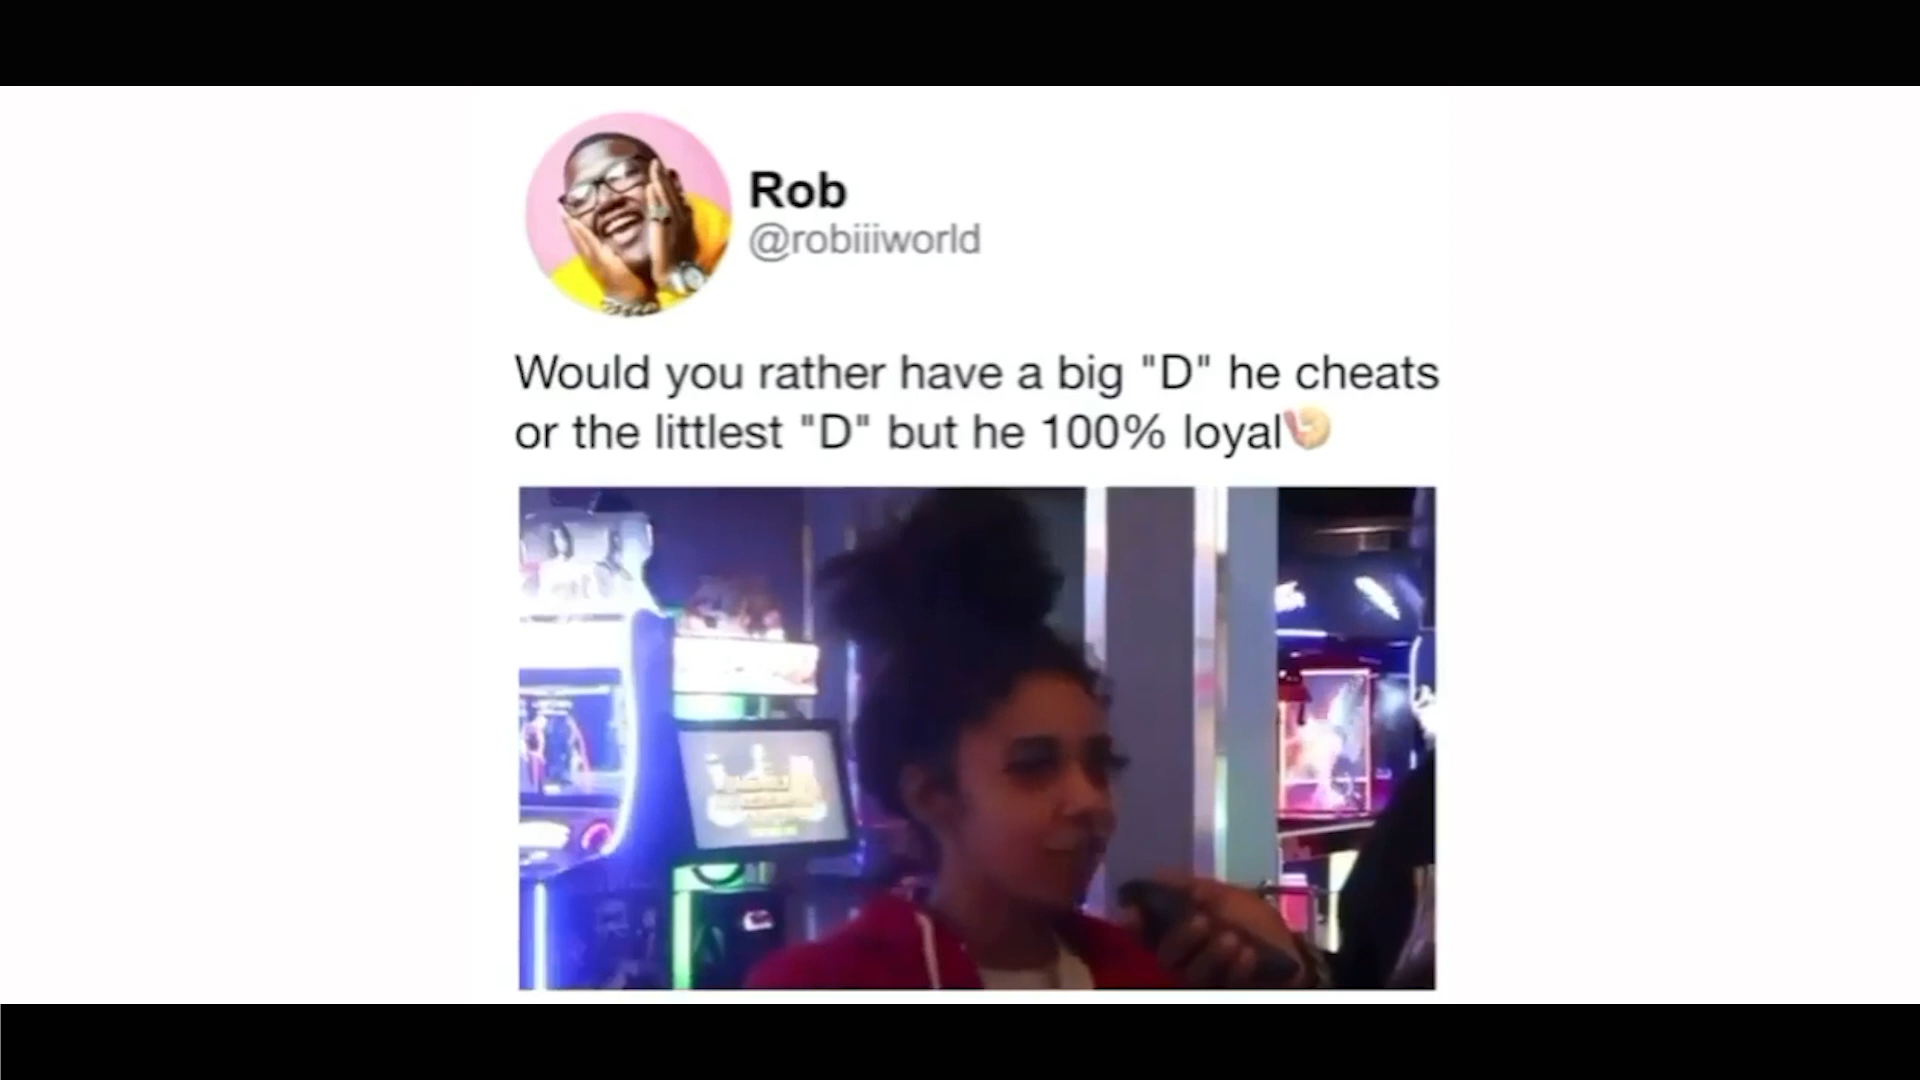 Rob
@robiiiworld
Would you rather have a big "D" he cheats
or the littlest "D" but he 100% loyal